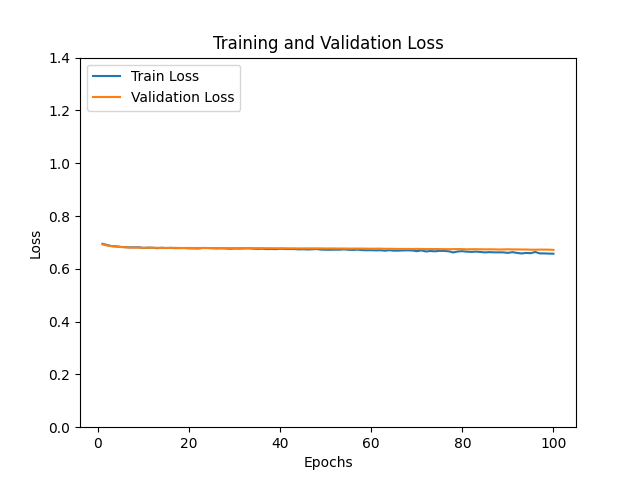 Training and Validation Loss
Train Loss
Validation Loss
1.4
1.2
1.0
0.8
0.6
0.4
0.2
0.0
Loss
0 20 40 60 80 100
Epochs